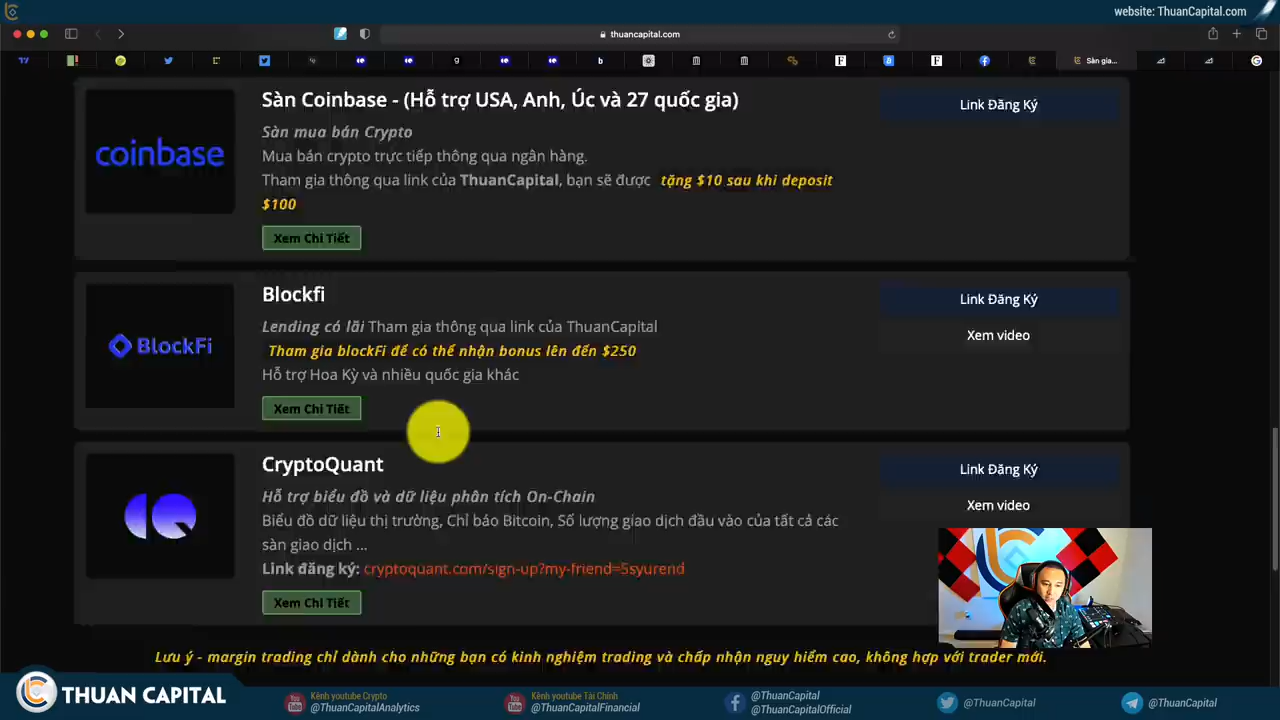 website: ThuanCapital.com
thuancapital.com
Sàn gia...
Sàn Coinbase - (Hỗ trợ USA, Anh, Úc và 27 quốc gia)
Link Đăng Ký
coinbase
Sàn mua bán Crypto
Mua bán crypto trực tiếp thông qua ngân hàng.
Tham gia thông qua link của ThuanCapital, bạn sẽ được tặng $10 sau khi deposit
$100
Xem Chi Tiết
Blockfi
Link Đăng Ký
BlockFi
Lending có lãi Tham gia thông qua link của ThuanCapital
Xem video
Tham gia blockFi để có thể nhận bonus lên đến $250
Hỗ trợ Hoa Kỳ và nhiều quốc gia khác
Xem Chi Tiết
CryptoQuant
Link Đăng Ký
Hỗ trợ biểu đồ và dữ liệu phân tích On-Chain
Xem video
Biểu đồ dữ liệu thị trường, Chỉ báo Bitcoin, Số lượng giao dịch đầu vào của tất cả các
sàn giao dịch ...
Link đăng ký: cryptoquant.com/sign-up?my-friend=5syurend
Xem Chi Tiết
Lưu ý - margin trading chỉ dành cho những bạn có kinh nghiệm trading và chấp nhận nguy hiểm cao, không hợp với trader mới.
THUAN CAPITAL
Kênh youtube Crypto
@ThuanCapitalAnalytics
Kênh youtube Tài Chính
@ThuanCapitalFinancial
@ThuanCapital
@ThuanCapitalOfficial
@ThuanCapital
@ThuanCapital